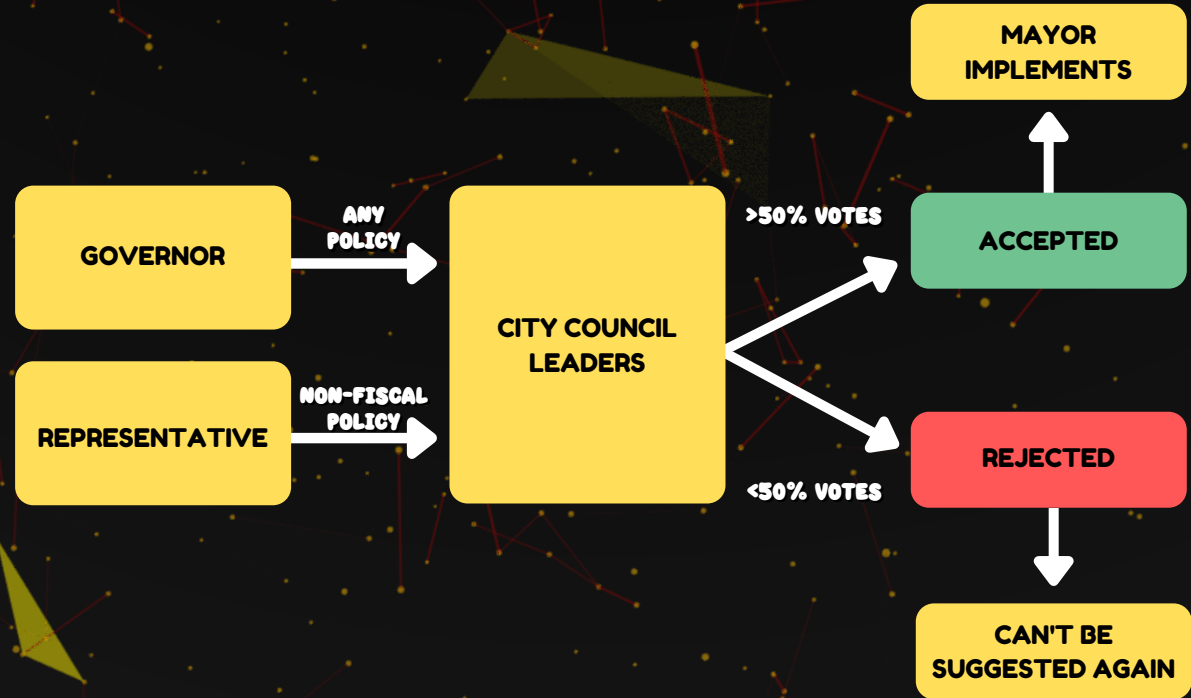 MAYOR
IMPLEMENTS
GOVERNOR
ANY
POLICY
>50% VOTES
ACCEPTED
CITY COUNCIL
LEADERS
REPRESENTATIVE
NON-FISCAL
POLICY
REJECTED
<50% VOTES
CAN'T BE
SUGGESTED AGAIN